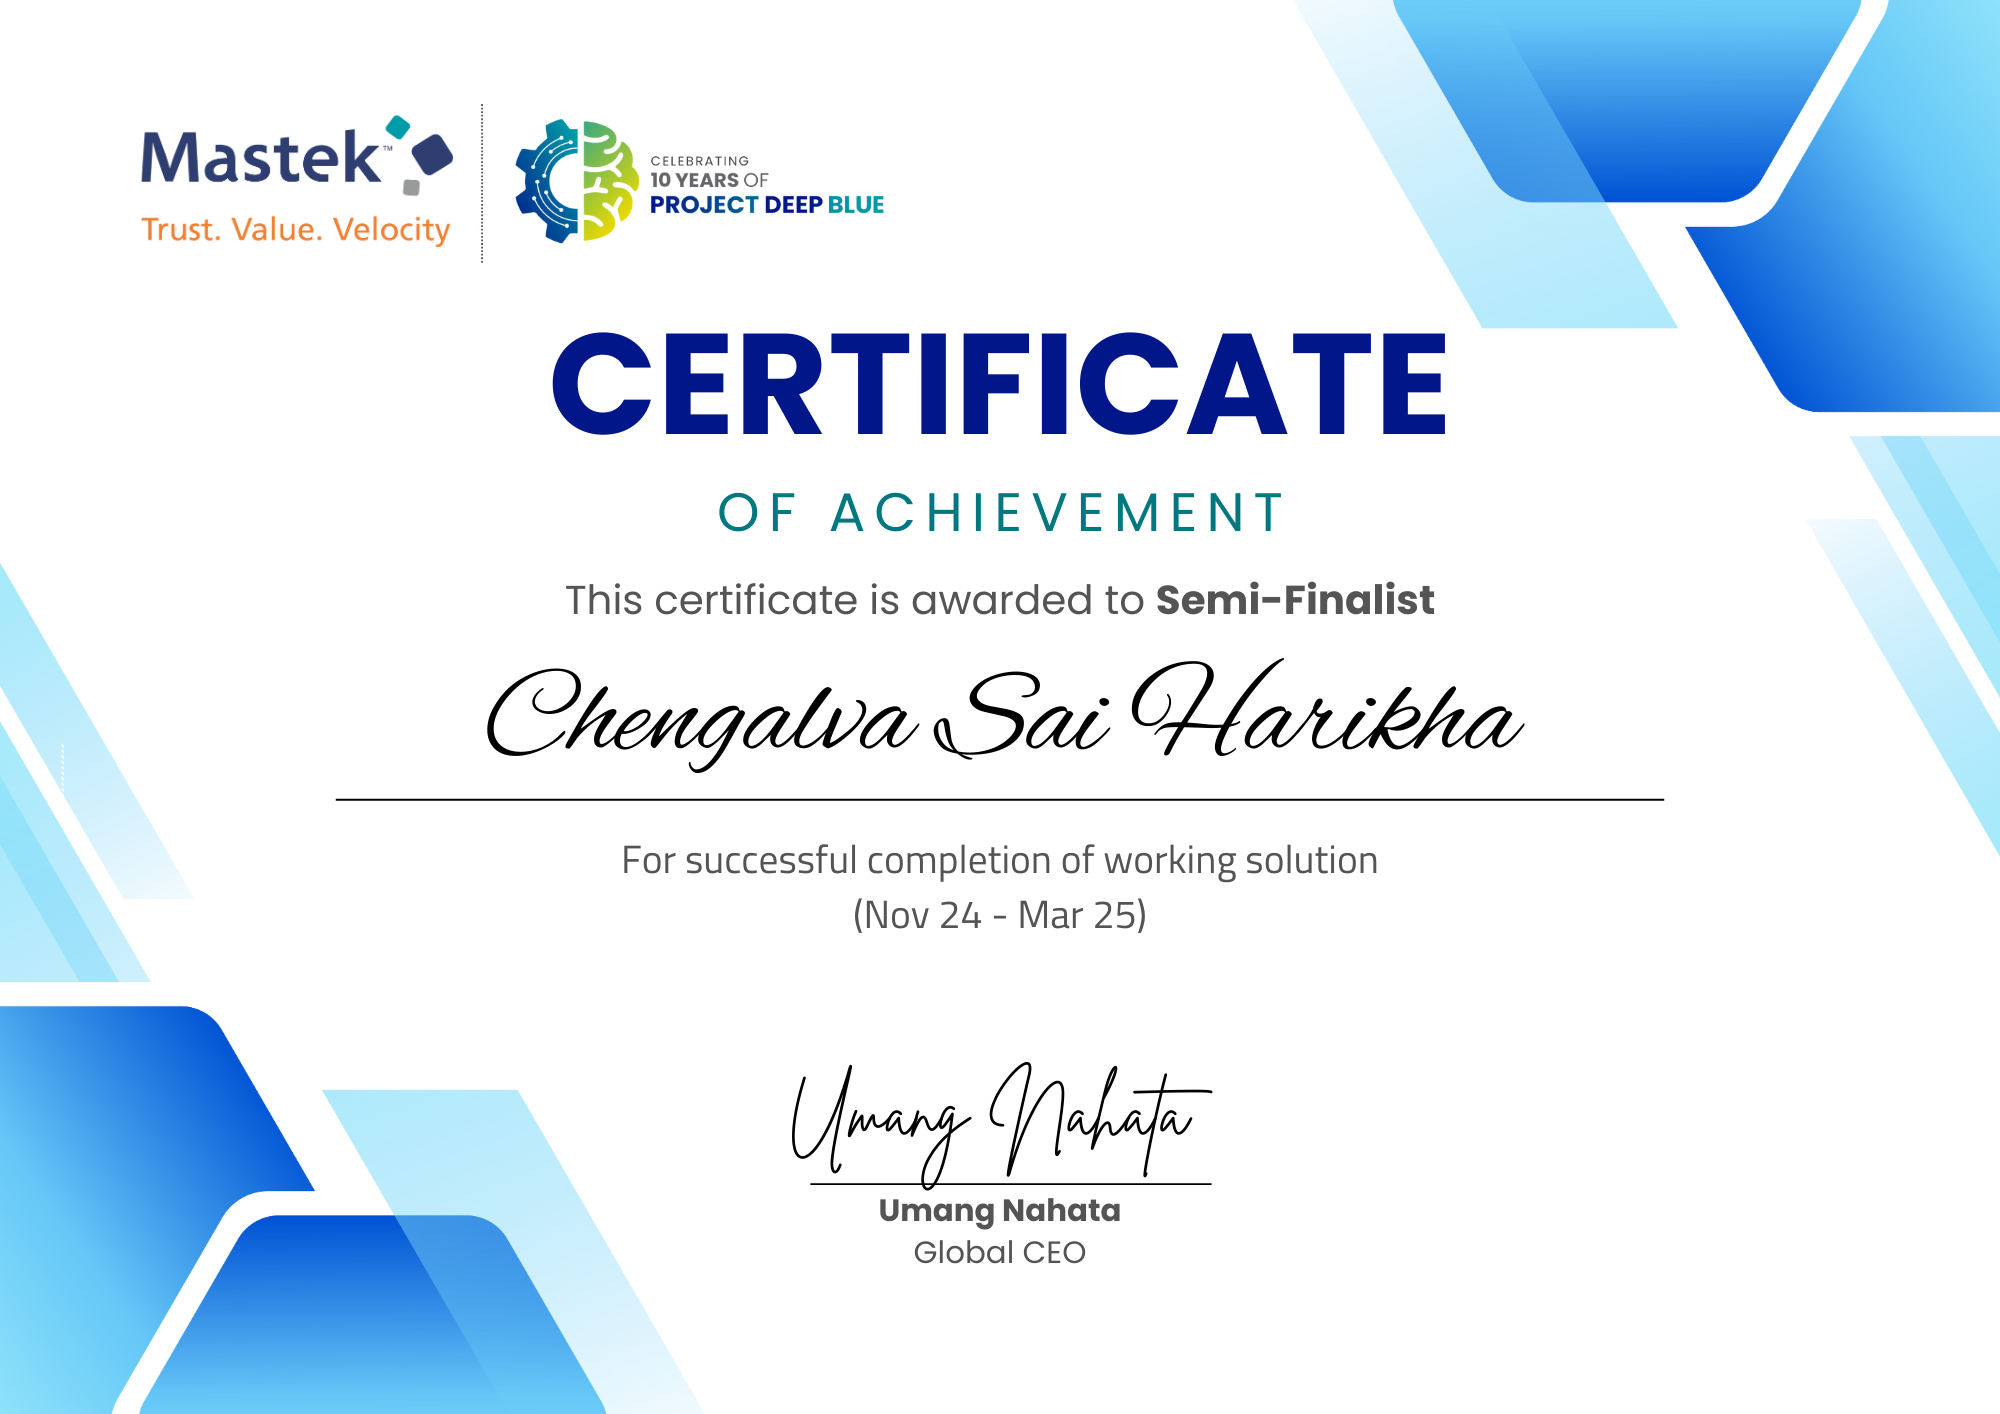 Mastek™
Trust. Value. Velocity
CELEBRATING
10 YEARS OF
PROJECT DEEP BLUE
CERTIFICATE
OF ACHIEVEMENT
This certificate is awarded to Semi-Finalist
Chengalva Sai Harikha
For successful completion of working solution
(Nov 24 - Mar 25)
Umang Nahata
Umang Nahata
Global CEO